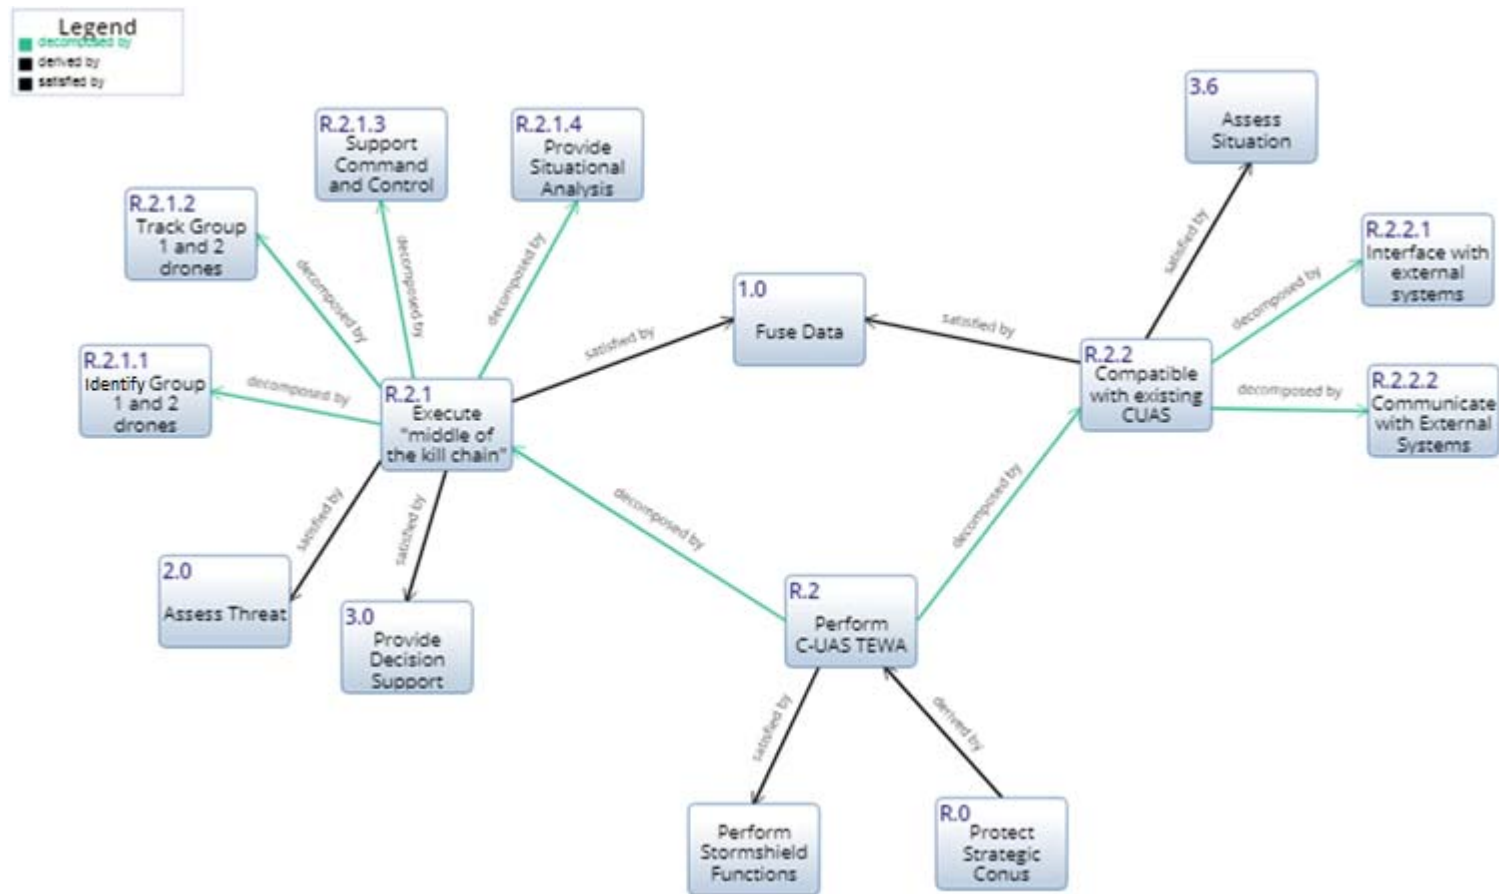 Legend
decomposed by
derived by
satisfied by
3.6
Assess
Situation
R.2.1.3
Support
Command
and Control
R.2.1.4
Provide
Situational
Analysis
R.2.1.2
Track Group
1 and 2
drones
decomposed by
decomposed by
decomposed by
satisfied by
R.2.2.1
Interface with
external
systems
1.0
Fuse Data
satisfied by
satisfied by
decomposed by
R.2.1.1
Identify Group
1 and 2
drones
decomposed by
R.2.1
Execute
"middle of
the kill chain"
R.2.2
Compatible
with existing
CUAS
decomposed by
R.2.2.2
Communicate
with External
Systems
satisfied by
satisfied by
decomposed by
decomposed by
2.0
Assess Threat
3.0
Provide
Decision
Support
R.2
Perform
C-UAS TEWA
satisfied by
derived by
Perform
Stormshield
Functions
R.0
Protect
Strategic
Conus